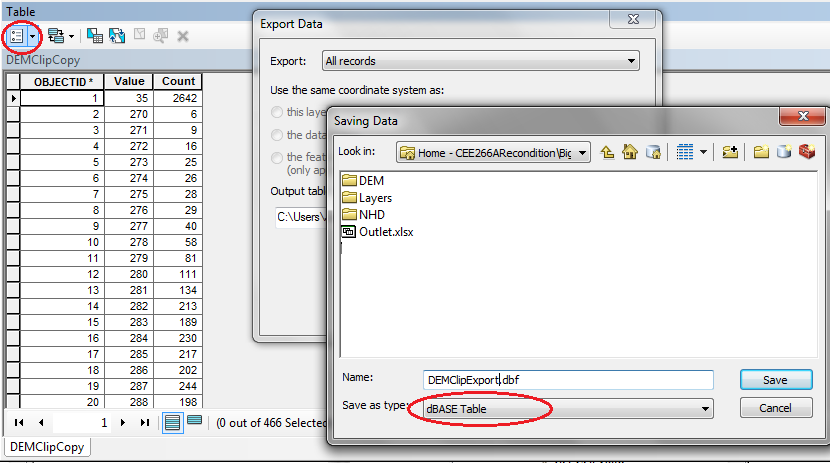 Table
DEMClipCopy
OBJECTID * Value Count
1 35 2642
2 270 6
3 271 9
4 272 16
5 273 25
6 274 26
7 275 28
8 276 29
9 277 40
10 278 58
11 279 81
12 280 111
13 281 134
14 282 213
15 283 189
16 284 230
17 285 217
18 286 202
19 287 244
20 288 198
1
(0 out of 466 Selected
DEMClipCopy
Export Data
Export: All records
Use the same coordinate system as:
this laye
the data
the feat
(only ap
Output tabl
C:\Users\
Saving Data
Look in: Home - CEE266ARecondition\Big
DEM
Layers
NHD
Outlet.xlsx
Name: DEMClipExport.dbf
Save
Save as type: dBASE Table
Cancel